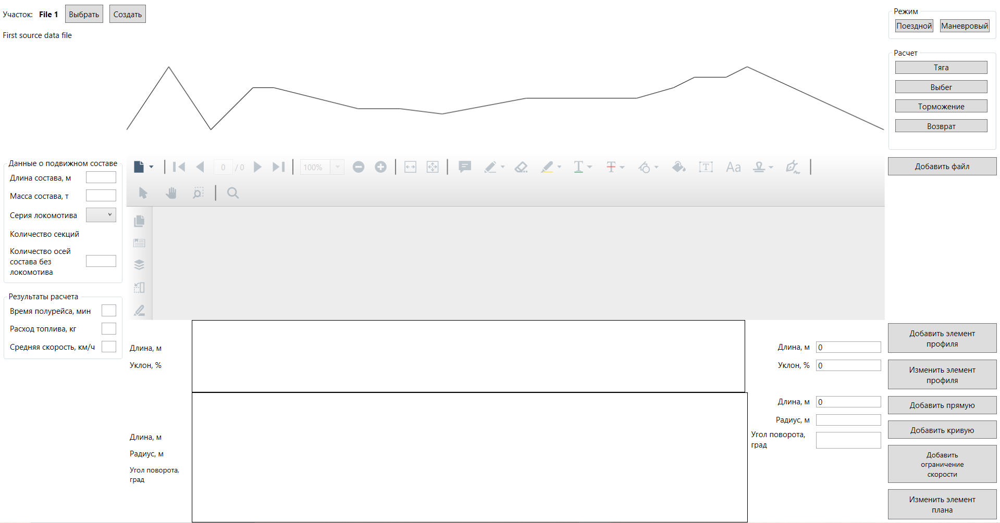 Участок: File 1 Выбрать Создать
First source data file
Режим
Поездной Маневровый
Расчет
Тяга
Выбег
Торможение
Возврат
Добавить файл
0 / 0 100%
T T T Aa
Данные о подвижном составе
Длина состава, м
Масса состава, т
Серия локомотива
Количество секций
Количество осей
состава без
локомотива
Результаты расчета
Время полурейса, мин
Расход топлива, кг
Средняя скорость, км/ч
Длина, м
Уклон, %
Длина, м
Радиус, м
Угол поворота,
град
Длина, м 0
Уклон, % 0
Длина, м 0
Радиус, м
Угол поворота,
град
Добавить элемент
профиля
Изменить элемент
профиля
Добавить прямую
Добавить кривую
Добавить
ограничение
скорости
Изменить элемент
плана